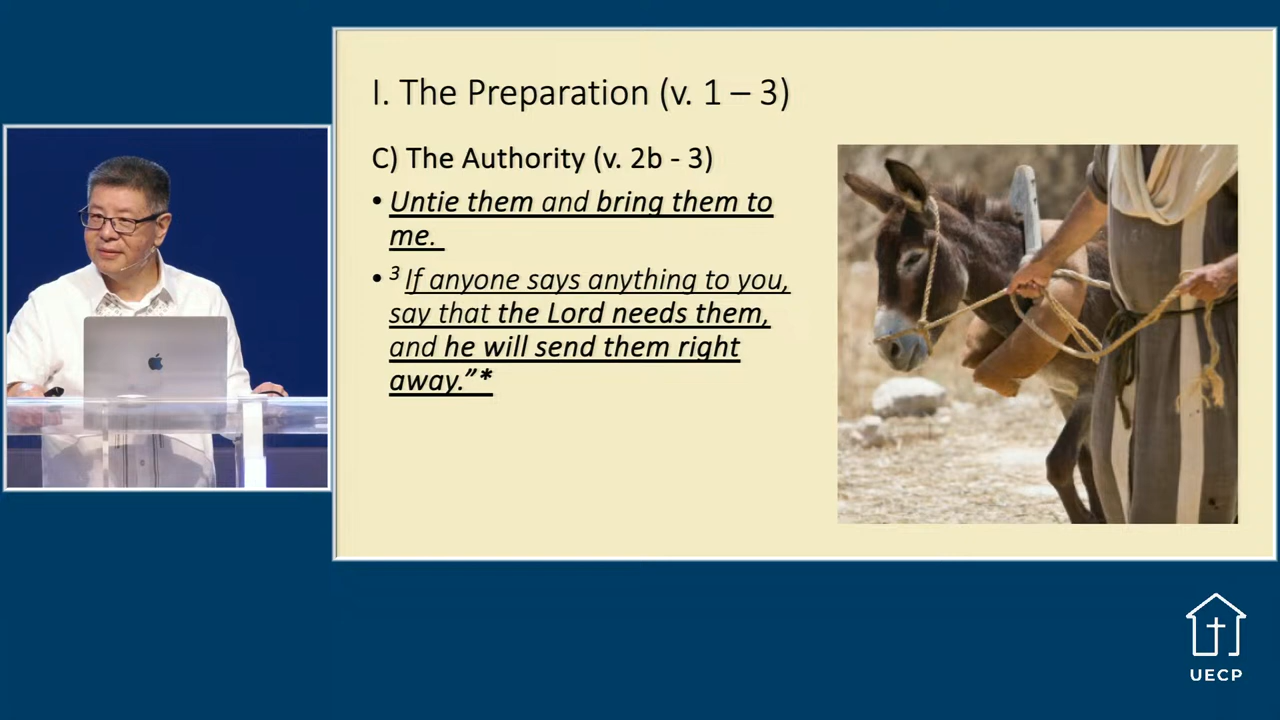 I. The Preparation (v. 1 – 3)
C) The Authority (v. 2b - 3)
• Untie them and bring them to
me.
• ³ If anyone says anything to you,
say that the Lord needs them,
and he will send them right
away.”*
UECP